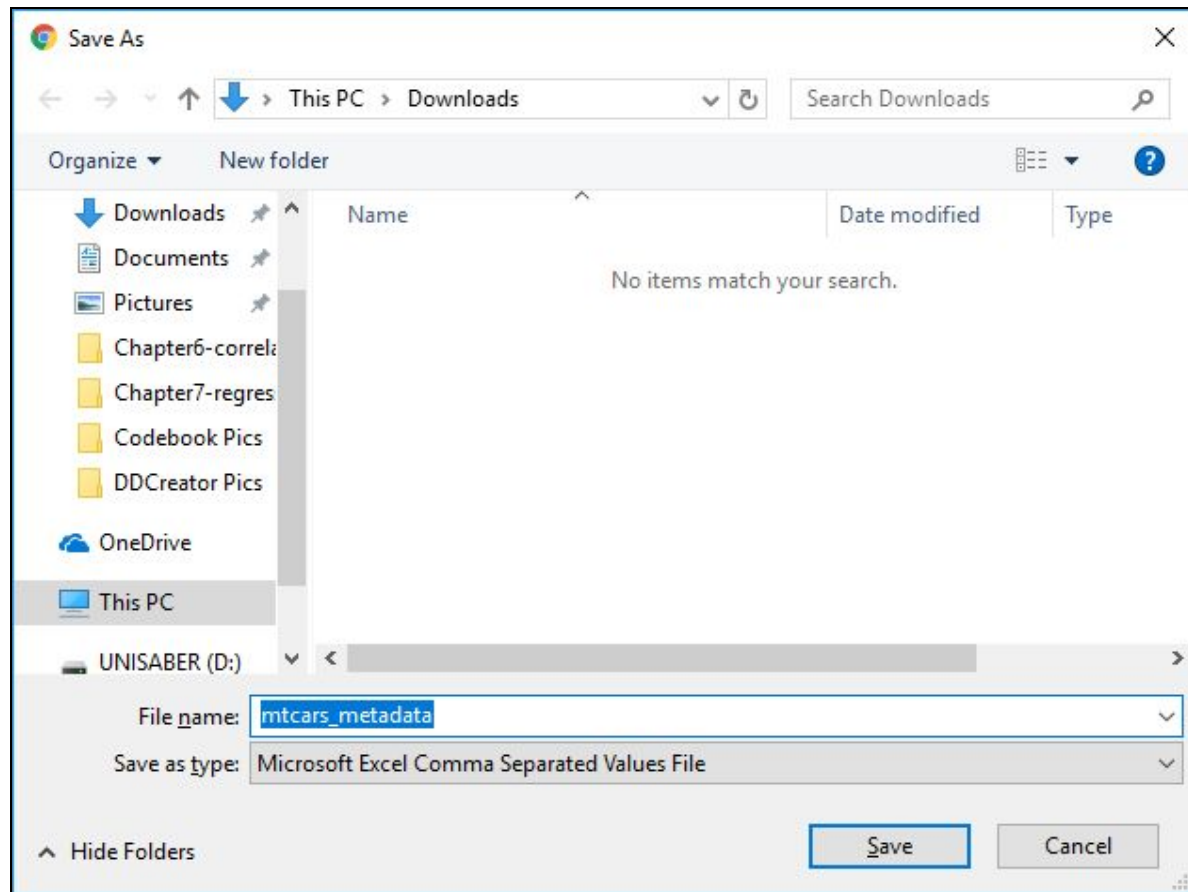 Save As
This PC > Downloads
Search Downloads
Organize
New folder
Name
Date modified
Type
Downloads
Documents
Pictures
Chapter6-correla
Chapter7-regres
Codebook Pics
DDCreator Pics
OneDrive
This PC
UNISABER (D:)
No items match your search.
File name: mtcars_metadata
Save as type: Microsoft Excel Comma Separated Values File
Hide Folders
Save
Cancel